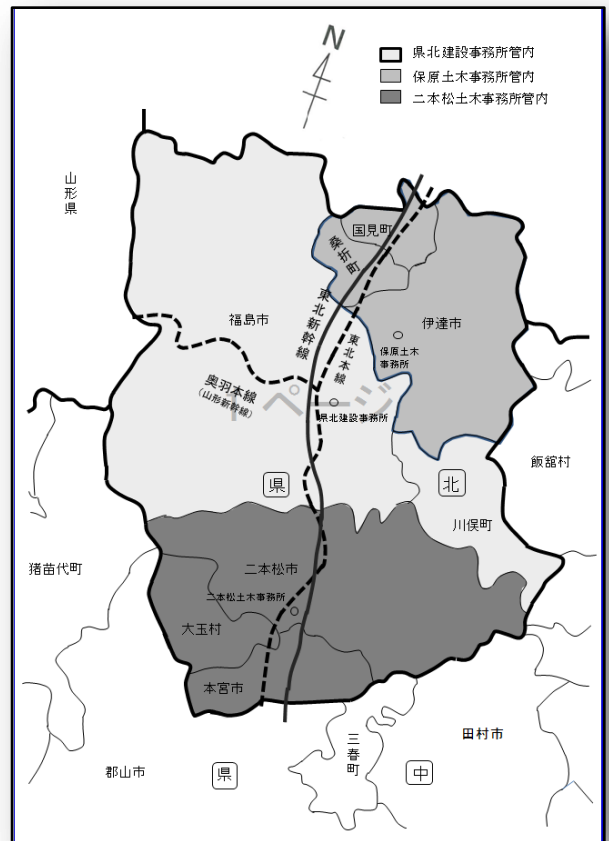 N
県北建設事務所管内
保原土木事務所管内
二本松土木事務所管内
山形県
国見町
桑折町
福島市
東北新幹線
東北本線
伊達市
保原土木
事務所
奥羽本線
(山形新幹線)
1 ページ
県北建設事務所
飯舘村
県
北
川俣町
猪苗代町
二本松市
二本松土木事務所
大玉村
本宮市
三春町
田村市
郡山市
県
中